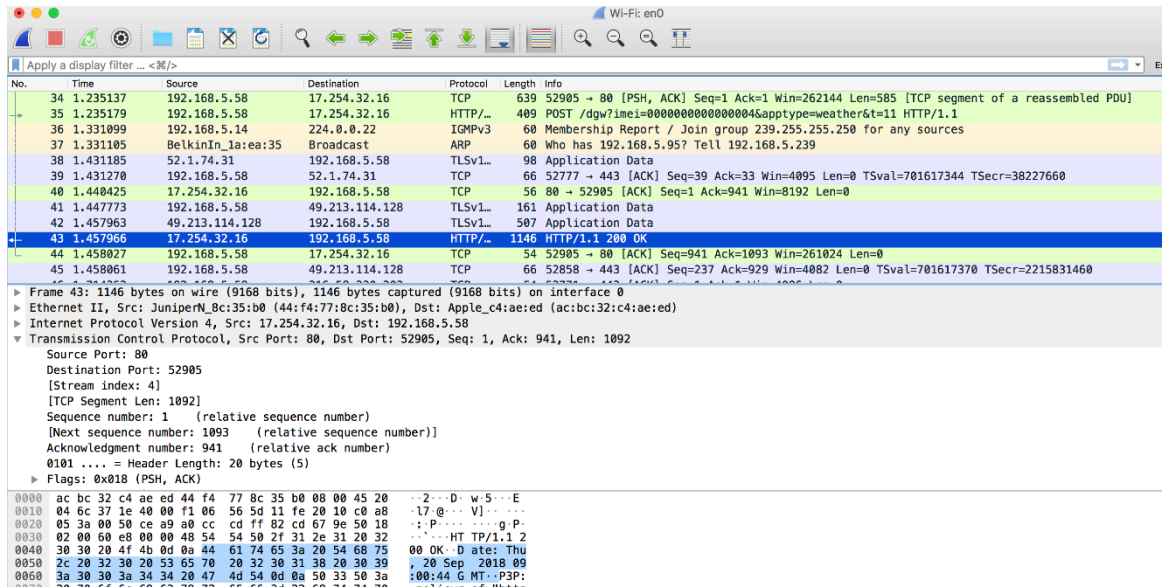 Wi-Fi: en0
Apply a display filter ... <⌘/>
No. Time Source Destination Protocol Length Info
34 1.235137 192.168.5.58 17.254.32.16 TCP 639 52905 → 80 [PSH, ACK] Seq=1 Ack=1 Win=262144 Len=585 [TCP segment of a reassembled PDU]
35 1.235179 192.168.5.58 17.254.32.16 HTTP/… 409 POST /dgw?imei=0000000000000004&apptype=weather&t=11 HTTP/1.1
36 1.331099 192.168.5.14 224.0.0.22 IGMPv3 60 Membership Report / Join group 239.255.255.250 for any sources
37 1.331105 BelkinIn_1a:ea:35 Broadcast ARP 60 Who has 192.168.5.95? Tell 192.168.5.239
38 1.431185 52.1.74.31 192.168.5.58 TLSv1… 98 Application Data
39 1.431270 192.168.5.58 52.1.74.31 TCP 66 52777 → 443 [ACK] Seq=39 Ack=33 Win=4095 Len=0 TSval=701617344 TSecr=38227660
40 1.440425 17.254.32.16 192.168.5.58 TCP 56 80 → 52905 [ACK] Seq=1 Ack=941 Win=8192 Len=0
41 1.447773 192.168.5.58 49.213.114.128 TLSv1… 161 Application Data
42 1.457963 49.213.114.128 192.168.5.58 TLSv1… 507 Application Data
43 1.457966 17.254.32.16 192.168.5.58 HTTP/… 1146 HTTP/1.1 200 OK
44 1.458027 192.168.5.58 17.254.32.16 TCP 54 52905 → 80 [ACK] Seq=941 Ack=1093 Win=261024 Len=0
45 1.458061 192.168.5.58 49.213.114.128 TCP 66 52858 → 443 [ACK] Seq=237 Ack=929 Win=4082 Len=0 TSval=701617370 TSecr=2215831460
Frame 43: 1146 bytes on wire (9168 bits), 1146 bytes captured (9168 bits) on interface 0
Ethernet II, Src: JuniperN_8c:35:b0 (44:f4:77:8c:35:b0), Dst: Apple_c4:ae:ed (ac:bc:32:c4:ae:ed)
Internet Protocol Version 4, Src: 17.254.32.16, Dst: 192.168.5.58
Transmission Control Protocol, Src Port: 80, Dst Port: 52905, Seq: 1, Ack: 941, Len: 1092
Source Port: 80
Destination Port: 52905
[Stream index: 4]
[TCP Segment Len: 1092]
Sequence number: 1 (relative sequence number)
[Next sequence number: 1093 (relative sequence number)]
Acknowledgment number: 941 (relative ack number)
0101 .... = Header Length: 20 bytes (5)
Flags: 0x018 (PSH, ACK)
0000 ac bc 32 c4 ae ed 44 f4 77 8c 35 b0 08 00 45 20 ··2···D· w·5···E
0010 04 6c 37 1e 40 00 f1 06 56 5d 11 fe 20 10 c0 a8 ·l7·@··· V]·· ···
0020 05 3a 00 50 ce a9 a0 cc cd ff 82 cd 67 9e 50 18 ·:·P···· ····g·P·
0030 02 00 60 e8 00 00 48 54 54 50 2f 31 2e 31 20 32 ··`···HT TP/1.1 2
0040 30 30 20 4f 4b 0d 0a 44 61 74 65 3a 20 54 68 75 00 OK··D ate: Thu
0050 2c 20 32 30 20 53 65 70 20 32 30 31 38 20 30 39 , 20 Sep 2018 09
0060 3a 30 30 3a 34 34 20 47 4d 54 0d 0a 50 33 50 3a :00:44 G MT··P3P: